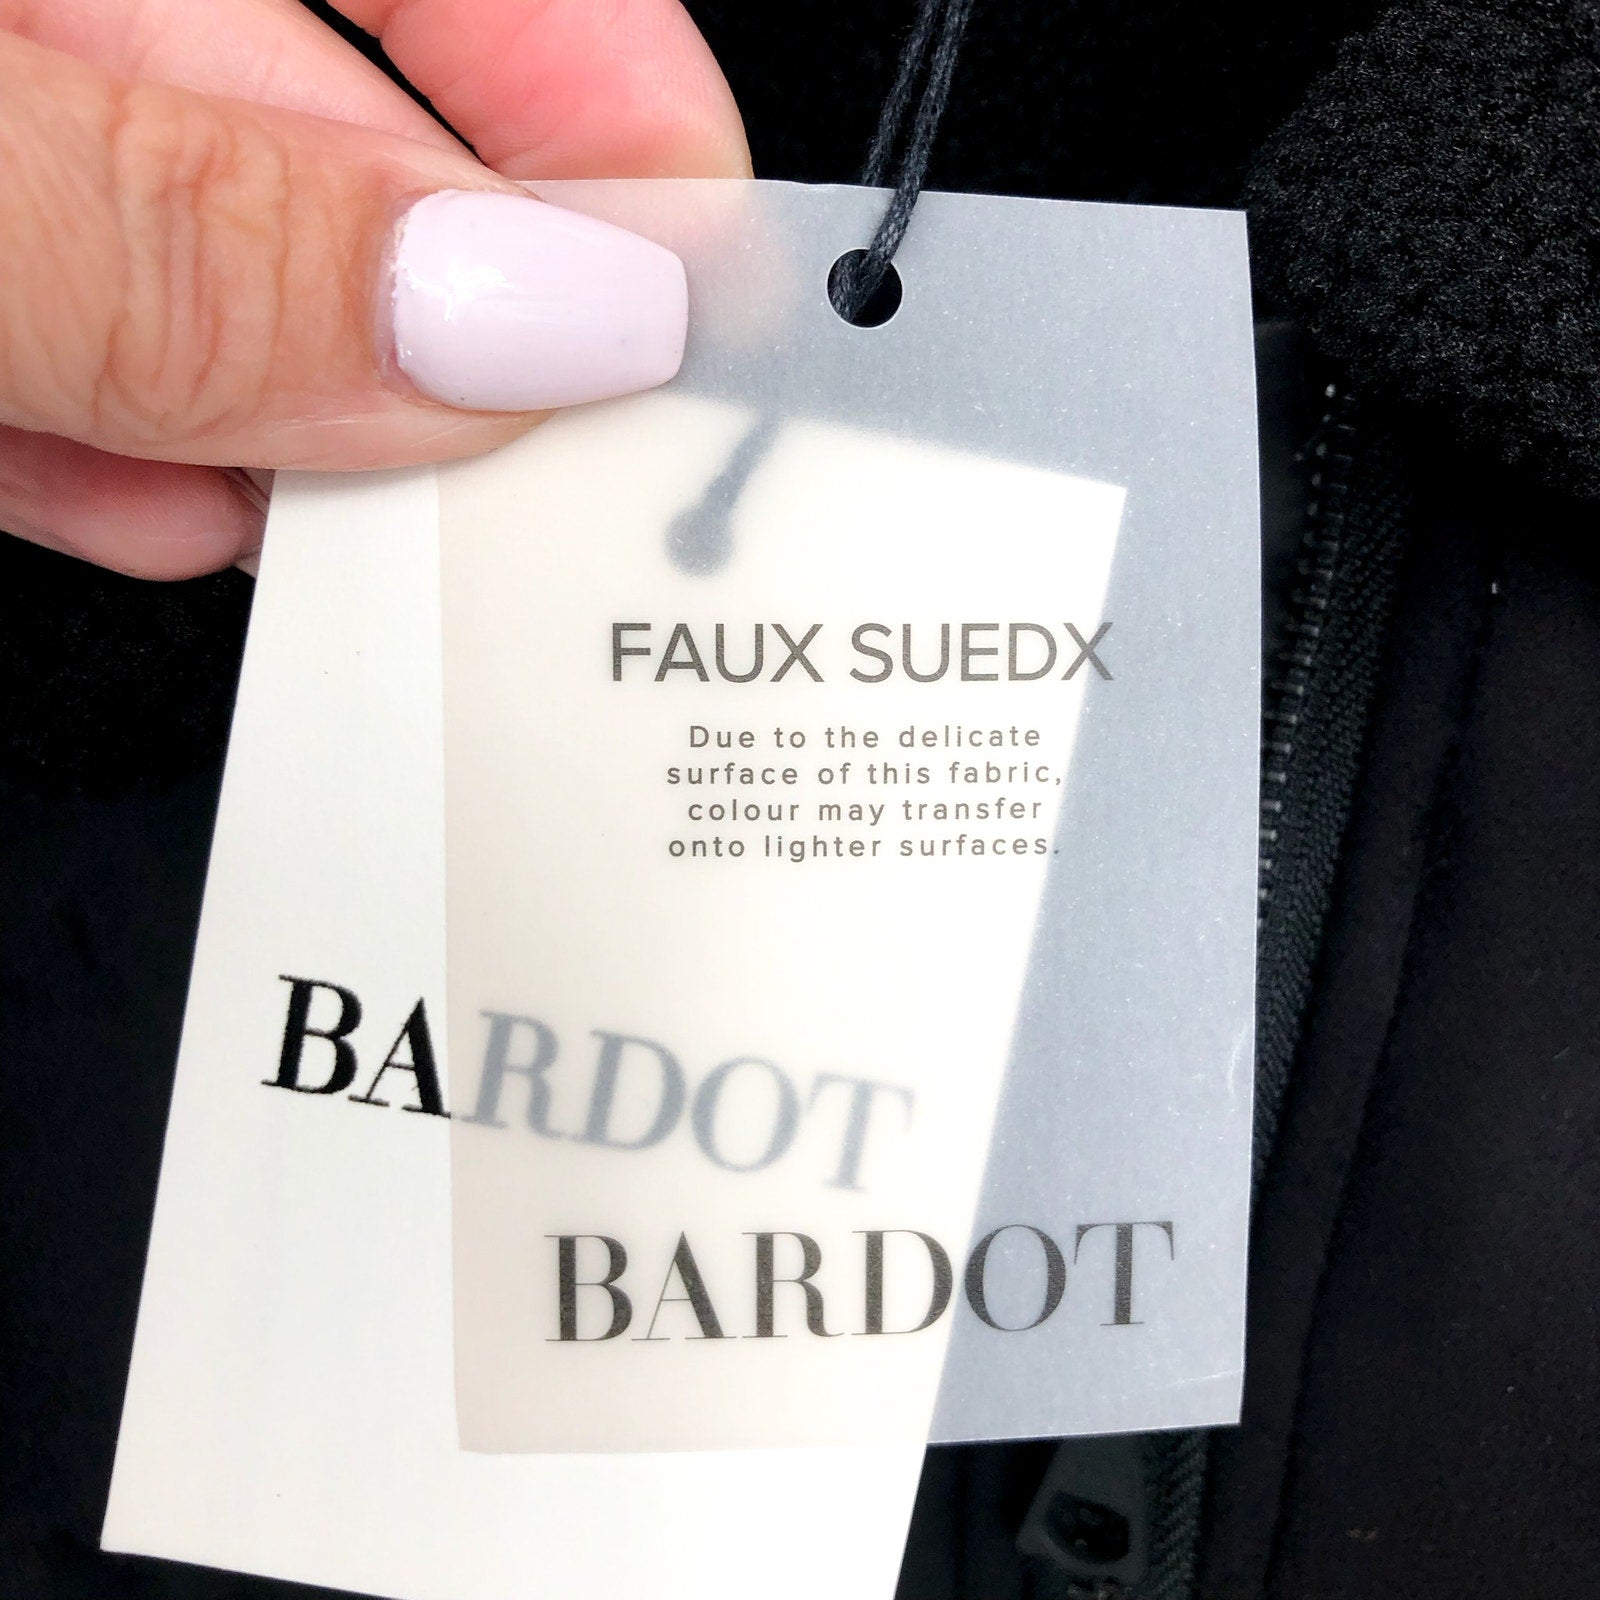 FAUX SUEDX
Due to the delicate
surface of this fabric,
colour may transfer
onto lighter surfaces.
BARDOT
BARDOT